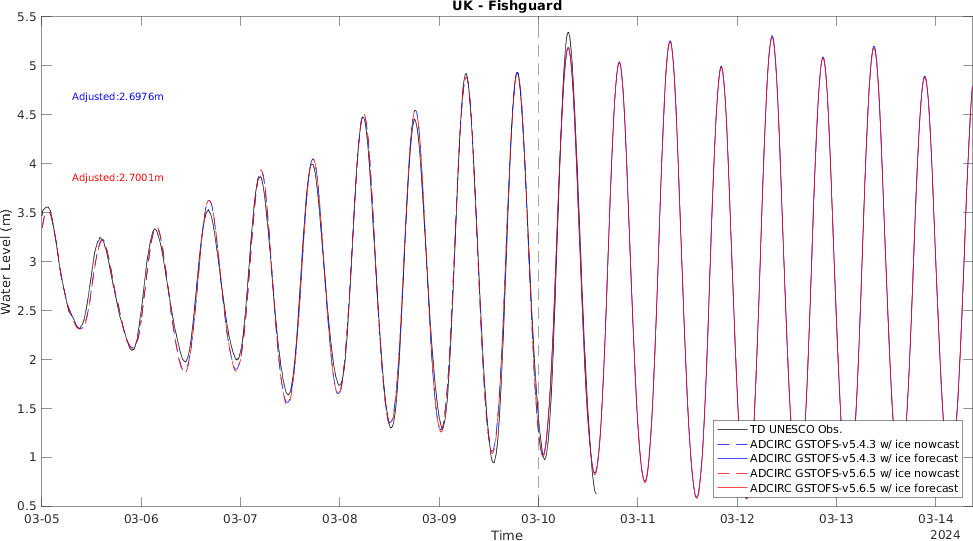 UK - Fishguard
5.5
5
4.5
4
3.5
3
2.5
2
1.5
1
0.5
Water Level (m)
Adjusted:2.6976m
Adjusted:2.7001m
TD UNESCO Obs.
ADCIRC GSTOFS-v5.4.3 w/ ice nowcast
ADCIRC GSTOFS-v5.4.3 w/ ice forecast
ADCIRC GSTOFS-v5.6.5 w/ ice nowcast
ADCIRC GSTOFS-v5.6.5 w/ ice forecast
03-05 03-06 03-07 03-08 03-09 03-10 03-11 03-12 03-13 03-14
2024
Time